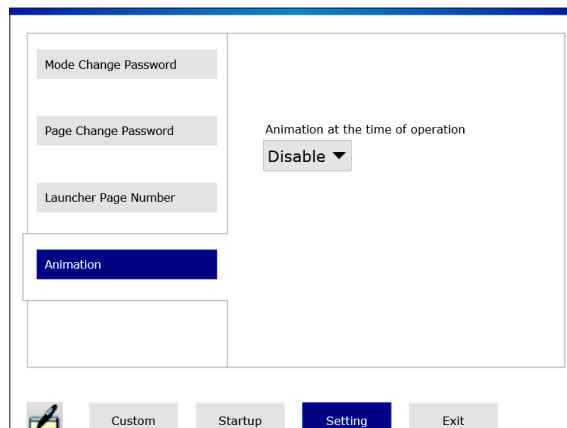 Mode Change Password
Page Change Password
Animation at the time of operation
Disable
Launcher Page Number
Animation
Custom
Startup
Setting
Exit